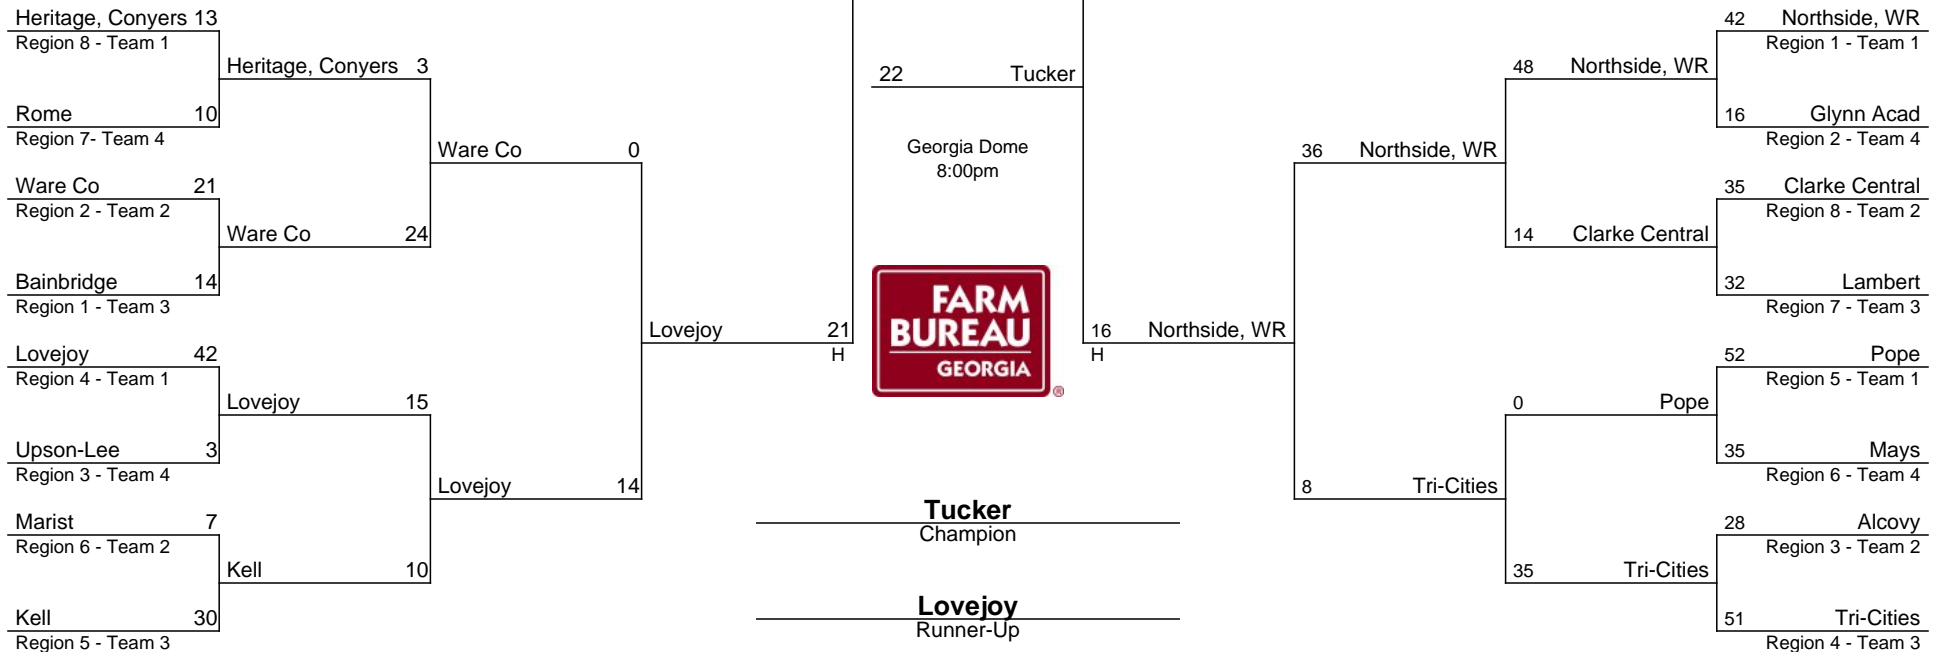 Heritage, Conyers 13
Region 8 - Team 1
Heritage, Conyers 3
Rome 10
Region 7- Team 4
Ware Co 0
Ware Co 21
Region 2 - Team 2
Ware Co 24
Bainbridge 14
Region 1 - Team 3
Lovejoy 21
H
Lovejoy 42
Region 4 - Team 1
Lovejoy 15
Upson-Lee 3
Region 3 - Team 4
Lovejoy 14
Marist 7
Region 6 - Team 2
Kell 10
Kell 30
Region 5 - Team 3
22 Tucker
Georgia Dome
8:00pm
FARM
BUREAU
GEORGIA
®
Tucker
Champion
Lovejoy
Runner-Up
42 Northside, WR
Region 1 - Team 1
48 Northside, WR
16 Glynn Acad
Region 2 - Team 4
36 Northside, WR
35 Clarke Central
Region 8 - Team 2
14 Clarke Central
32 Lambert
Region 7 - Team 3
16 Northside, WR
H
52 Pope
Region 5 - Team 1
0 Pope
35 Mays
Region 6 - Team 4
8 Tri-Cities
28 Alcovy
Region 3 - Team 2
35 Tri-Cities
51 Tri-Cities
Region 4 - Team 3